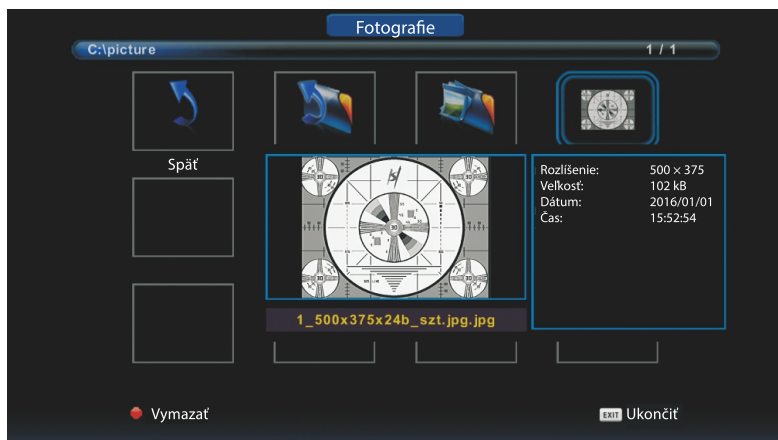 Fotografie
C:\picture 1 / 1
Späť
Rozlíšenie: 500 × 375
Veľkosť: 102 kB
Dátum: 2016/01/01
Čas: 15:52:54
1_500x375x24b_szt.jpg.jpg
Vymazať
EXIT Ukončiť